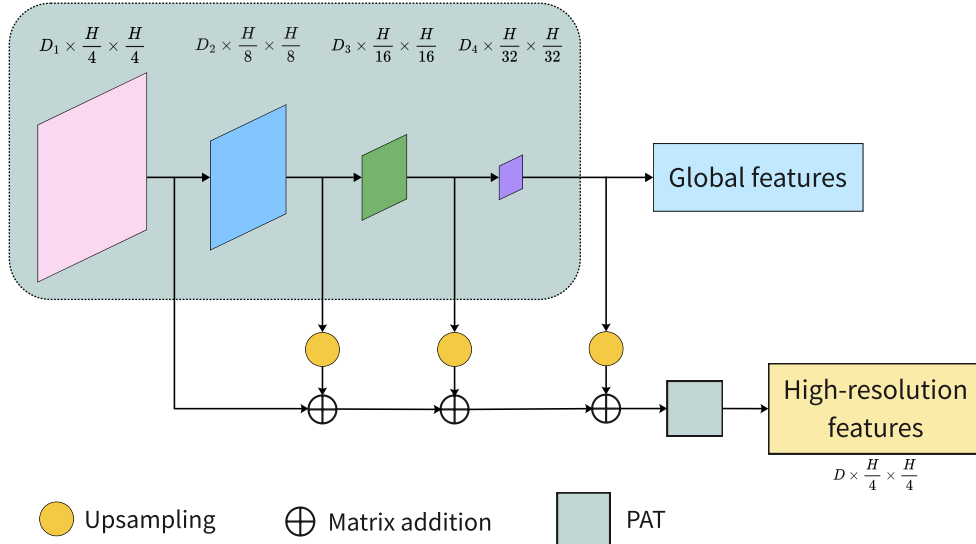 D₁ × H/4 × H/4
D₂ × H/8 × H/8
D₃ × H/16 × H/16
D₄ × H/32 × H/32
Global features
High-resolution
features
D × H/4 × H/4
Upsampling
Matrix addition
PAT